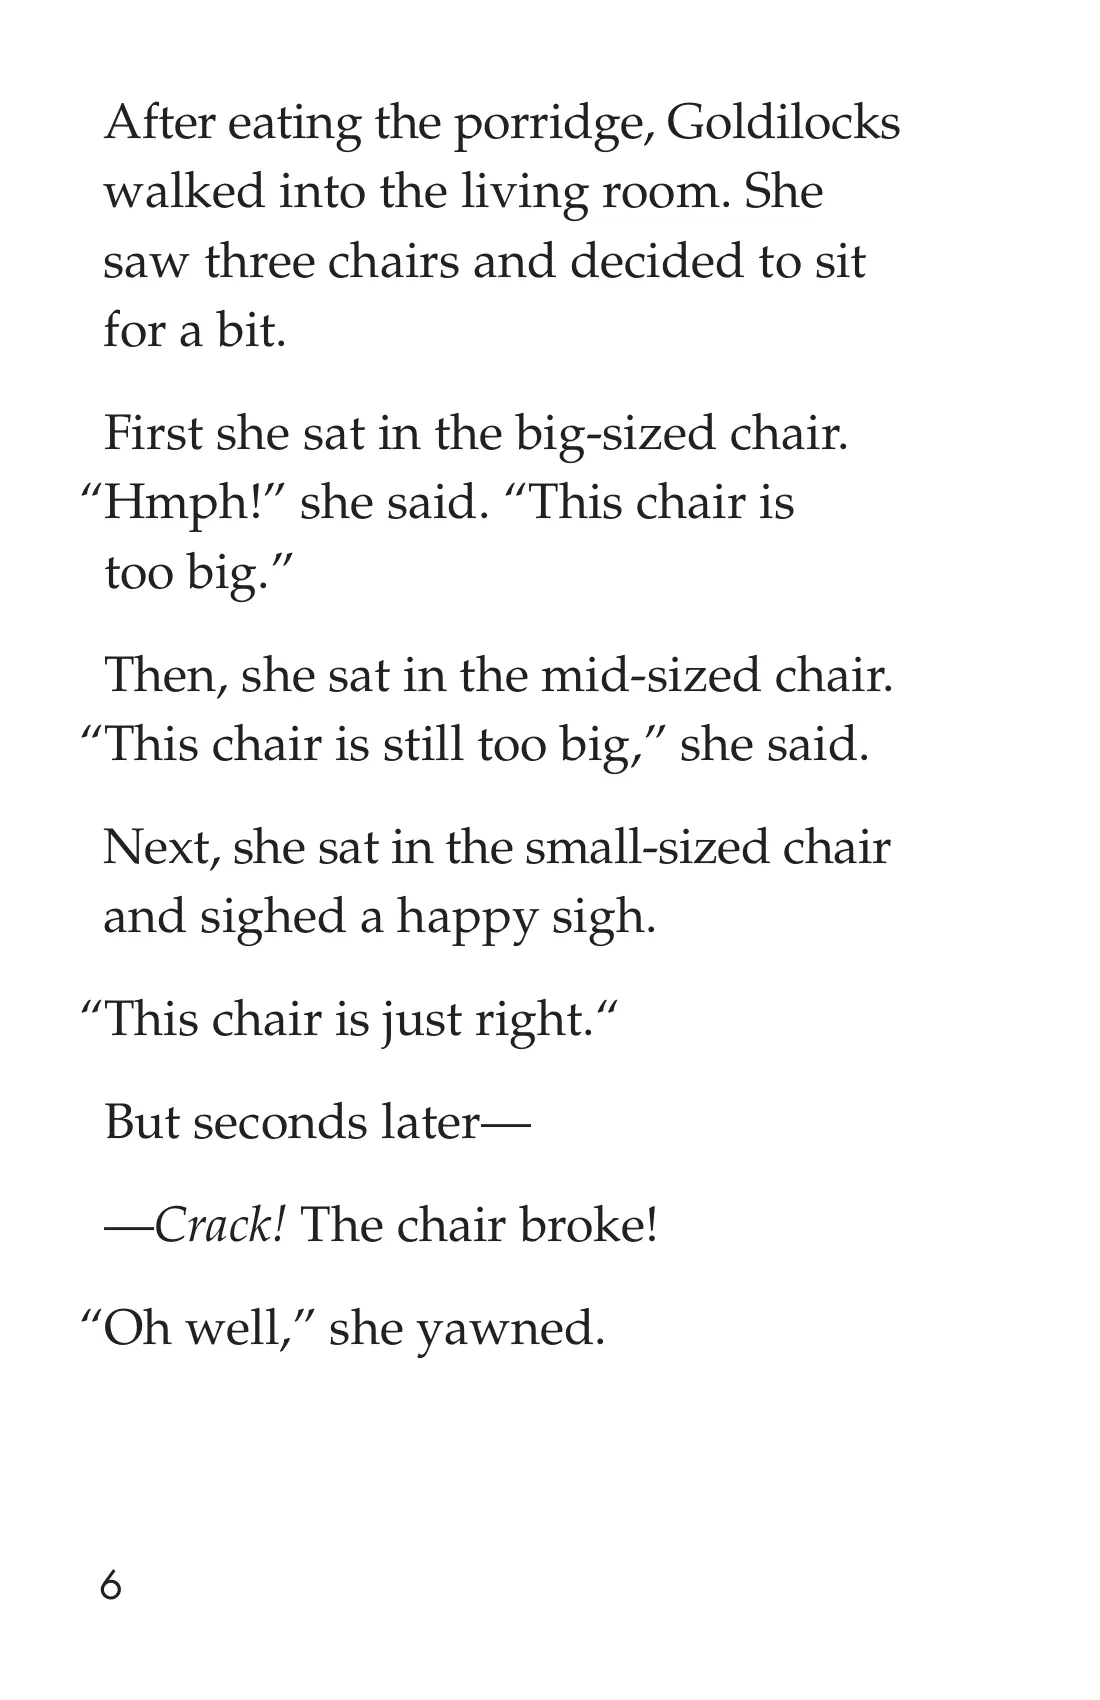 After eating the porridge, Goldilocks
walked into the living room. She
saw three chairs and decided to sit
for a bit.
First she sat in the big-sized chair.
“Hmph!” she said. “This chair is
too big.”
Then, she sat in the mid-sized chair.
“This chair is still too big,” she said.
Next, she sat in the small-sized chair
and sighed a happy sigh.
“This chair is just right.“
But seconds later—
—Crack! The chair broke!
“Oh well,” she yawned.
6